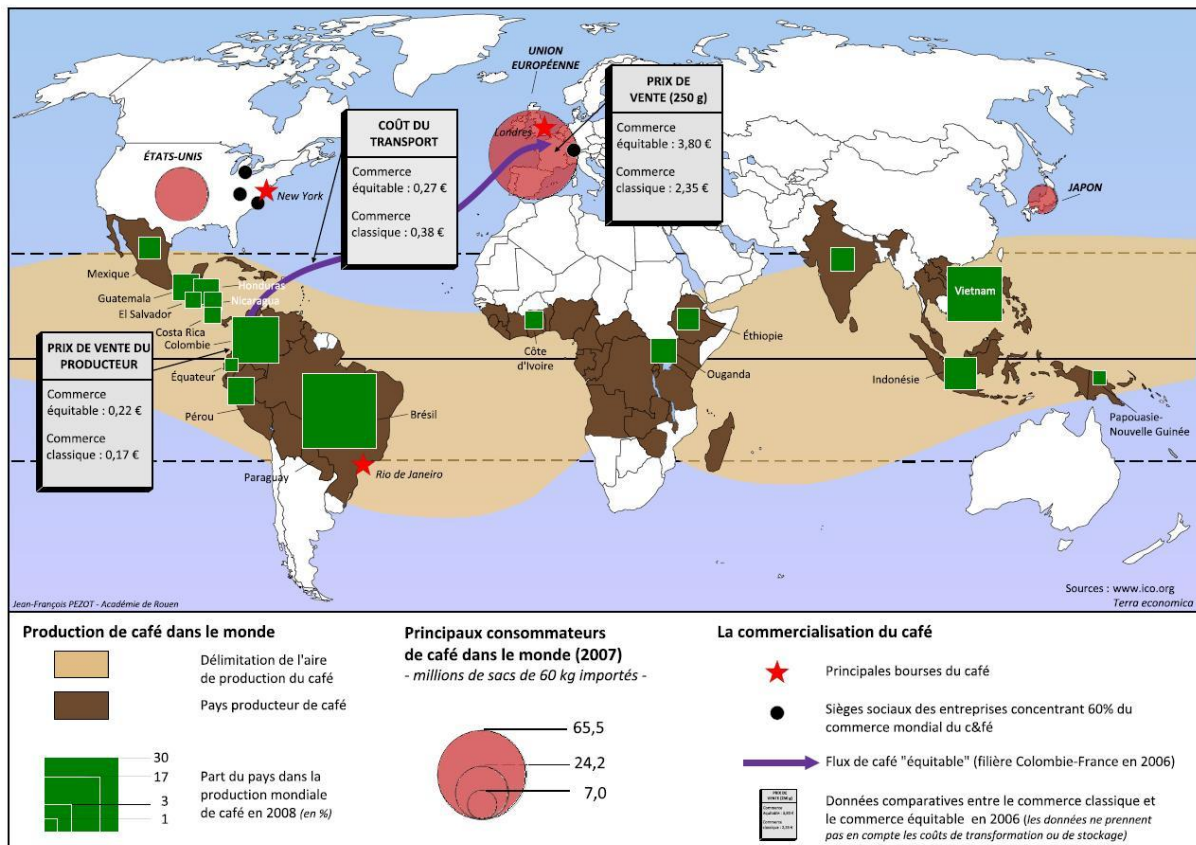 UNION
EUROPÉENNE
PRIX DE
VENTE (250 g)
Commerce
équitable : 3,80 €
Commerce
classique : 2,35 €
COÛT DU
TRANSPORT
Commerce
équitable : 0,27 €
Commerce
classique : 0,38 €
Londres
ÉTATS-UNIS
New York
JAPON
Mexique
Guatemala
Honduras
El Salvador
Nicaragua
Costa Rica
Colombie
PRIX DE VENTE DU
PRODUCTEUR
Commerce
équitable : 0,22 €
Commerce
classique : 0,17 €
Équateur
Pérou
Brésil
Paraguay
Rio de Janeiro
Côte
d'Ivoire
Éthiopie
Ouganda
Vietnam
Indonésie
Papouasie-
Nouvelle Guinée
Sources : www.ico.org
Terra economica
Jean-François PEZOT - Académie de Rouen
Production de café dans le monde
Délimitation de l'aire
de production du café
Pays producteur de café
30
17
3
1
Part du pays dans la
production mondiale
de café en 2008 (en %)
Principaux consommateurs
de café dans le monde (2007)
- millions de sacs de 60 kg importés -
65,5
24,2
7,0
La commercialisation du café
Principales bourses du café
Sièges sociaux des entreprises concentrant 60% du
commerce mondial du c&fé
Flux de café "équitable" (filière Colombie-France en 2006)
PRIX DE
VENTE (250 g)
Commerce
Commerce
Données comparatives entre le commerce classique et
le commerce équitable en 2006 (les données ne prennent
pas en compte les coûts de transformation ou de stockage)